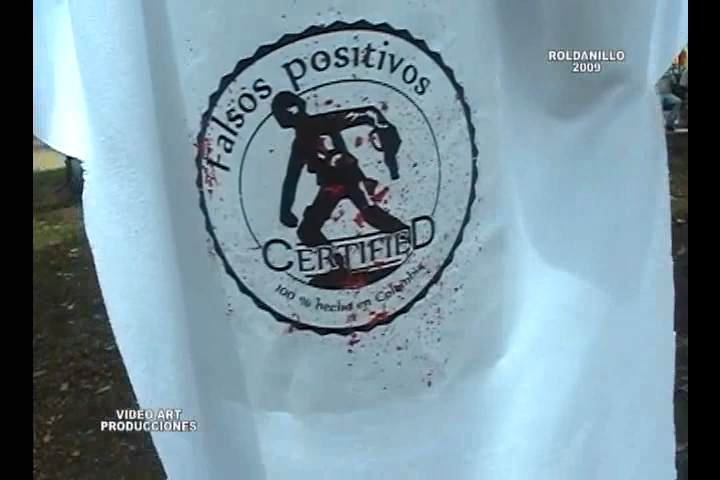 ROLDANILLO
2009
Falsos positivos
CERTIFIED
100 % hecho en Colombia
VIDEO ART
PRODUCCIONES